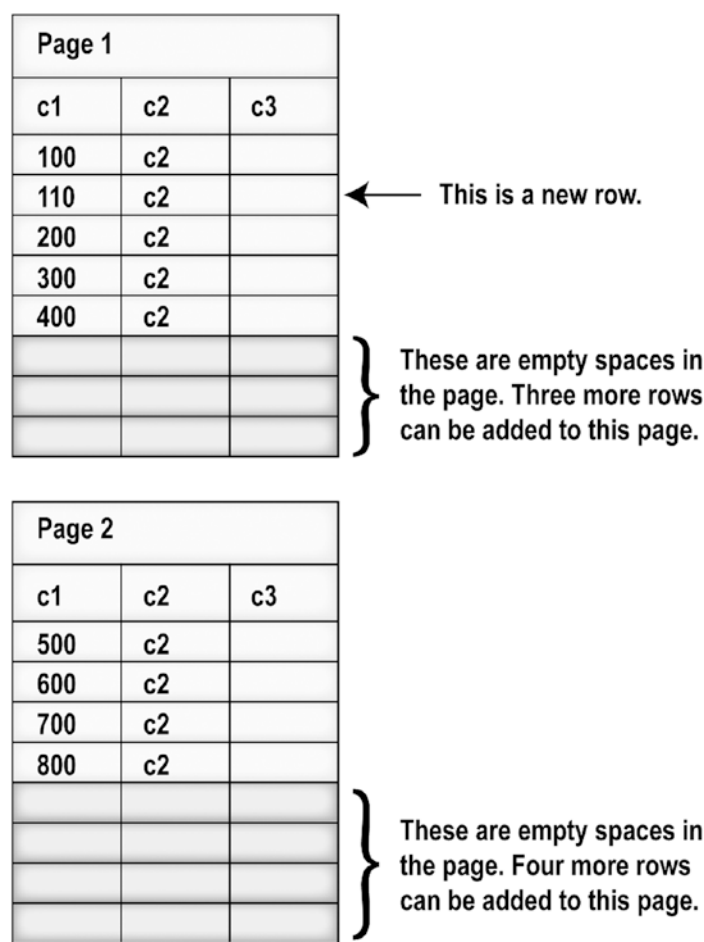 Page 1
c1 c2 c3
100 c2
110 c2
This is a new row.
200 c2
300 c2
400 c2
These are empty spaces in
the page. Three more rows
can be added to this page.
Page 2
c1 c2 c3
500 c2
600 c2
700 c2
800 c2
These are empty spaces in
the page. Four more rows
can be added to this page.